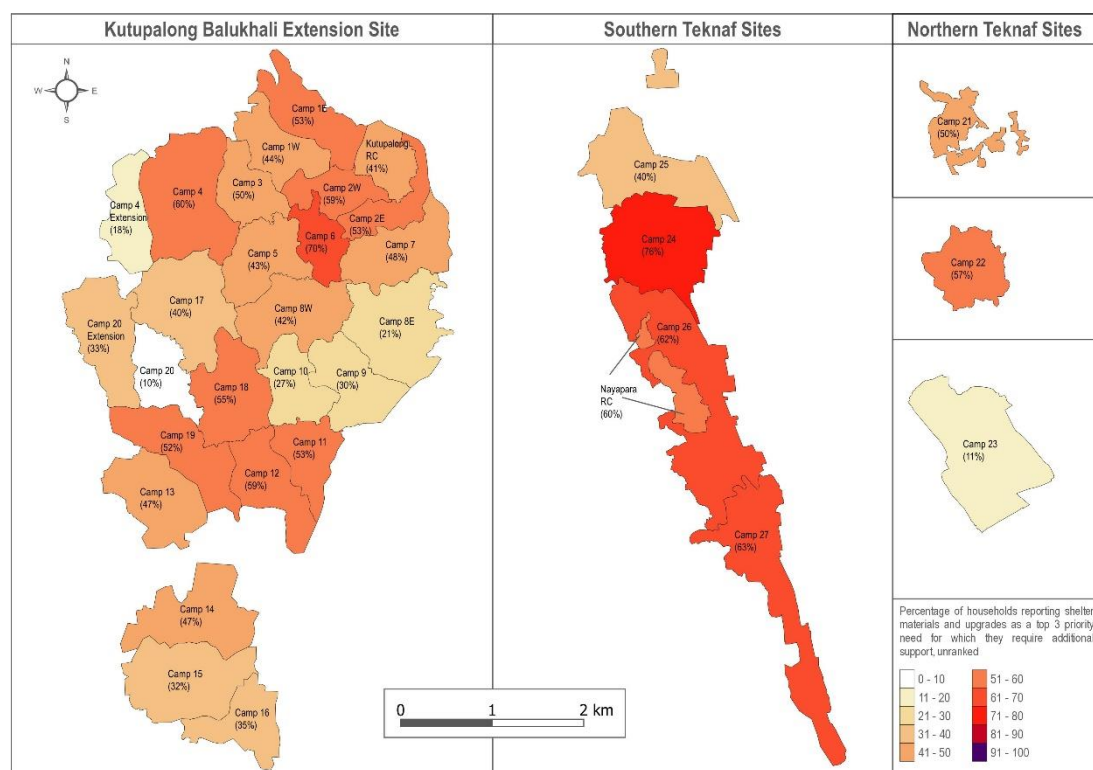 Kutupalong Balukhali Extension Site
Southern Teknaf Sites
Northern Teknaf Sites
N
W
E
S
Camp 1E
(53%)
Camp 1W
(44%)
Kutupalong
RC
(41%)
Camp 4
(60%)
Camp 3
(50%)
Camp 2W
(59%)
Camp 4
Extension
(18%)
Camp 2E
(53%)
Camp 6
(70%)
Camp 7
(48%)
Camp 5
(43%)
Camp 17
(40%)
Camp 8W
(42%)
Camp 8E
(21%)
Camp 20
Extension
(33%)
Camp 20
(10%)
Camp 18
(55%)
Camp 10
(27%)
Camp 9
(30%)
Camp 19
(52%)
Camp 11
(53%)
Camp 12
(59%)
Camp 13
(47%)
Camp 14
(47%)
Camp 15
(32%)
Camp 16
(35%)
Camp 25
(40%)
Camp 24
(76%)
Camp 26
(62%)
Nayapara
RC
(60%)
Camp 27
(63%)
0 1 2 km
Camp 21
(50%)
Camp 22
(57%)
Camp 23
(11%)
Percentage of households reporting shelter
materials and upgrades as a top 3 priority
need for which they require additional
support, unranked
0 - 10
11 - 20
21 - 30
31 - 40
41 - 50
51 - 60
61 - 70
71 - 80
81 - 90
91 - 100